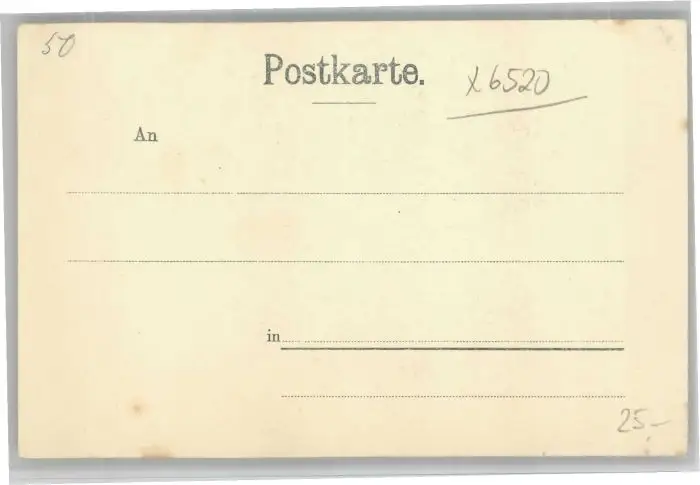 50
Postkarte.
X 6520
An
in
25.–